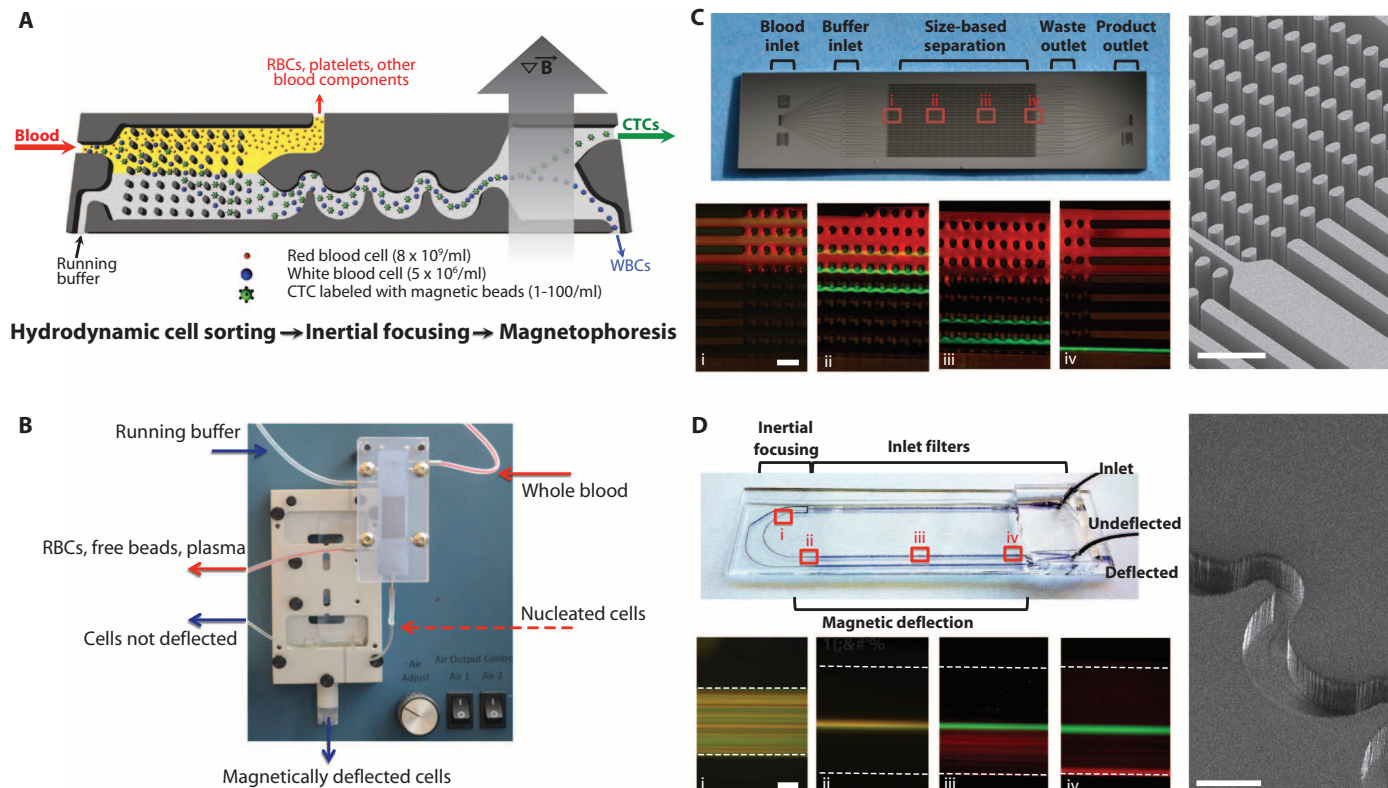 A
RBCs, platelets, other
blood components
▽B
Blood
CTCs
Running
buffer
WBCs
Red blood cell (8 x 10⁹/ml)
White blood cell (5 x 10⁶/ml)
CTC labeled with magnetic beads (1-100/ml)
Hydrodynamic cell sorting → Inertial focusing → Magnetophoresis
B
Running buffer
Whole blood
RBCs, free beads, plasma
Cells not deflected
Nucleated cells
Air
Adjust
Air Output Contro
Air 1
Air 2
Magnetically deflected cells
C
Blood
inlet
Buffer
inlet
Size-based
separation
Waste
outlet
Product
outlet
i
ii
iii
iv
i
ii
iii
iv
D
Inertial
focusing
Inlet filters
Inlet
Undeflected
Deflected
i
ii
iii
iv
Magnetic deflection
i
ii
iii
iv